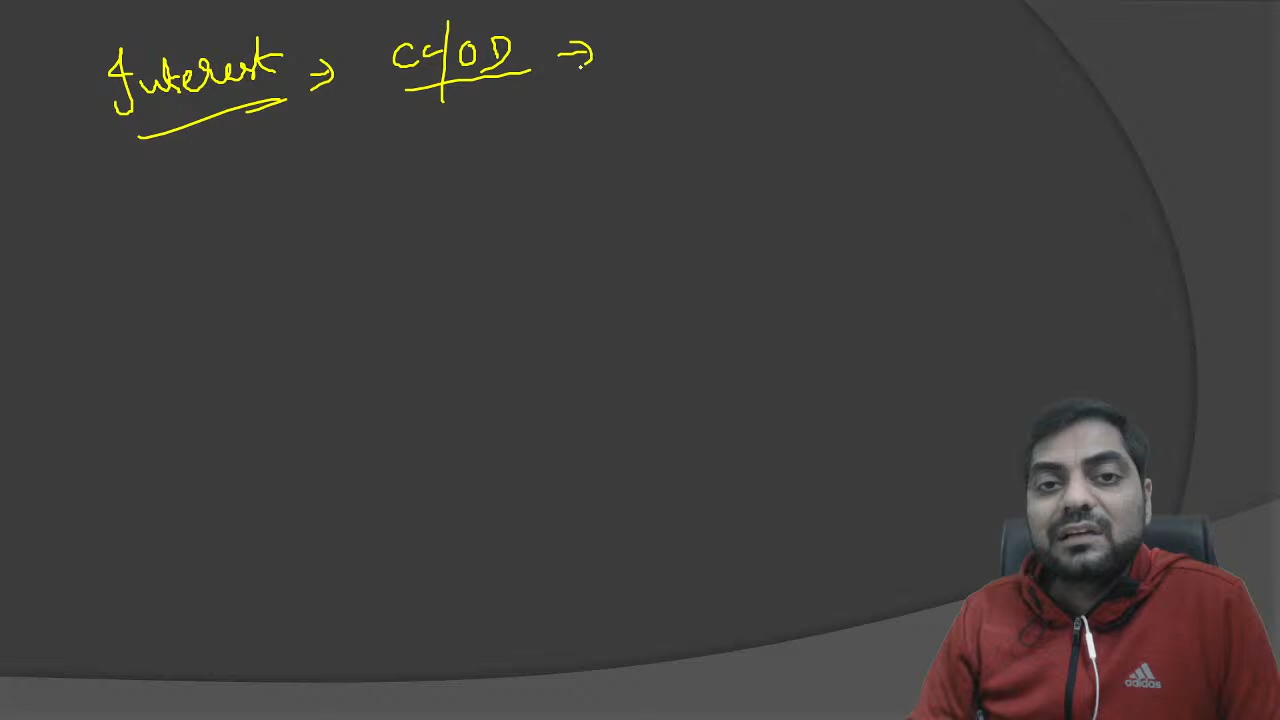 Interest ⇒ CC/OD ⇒
adidas